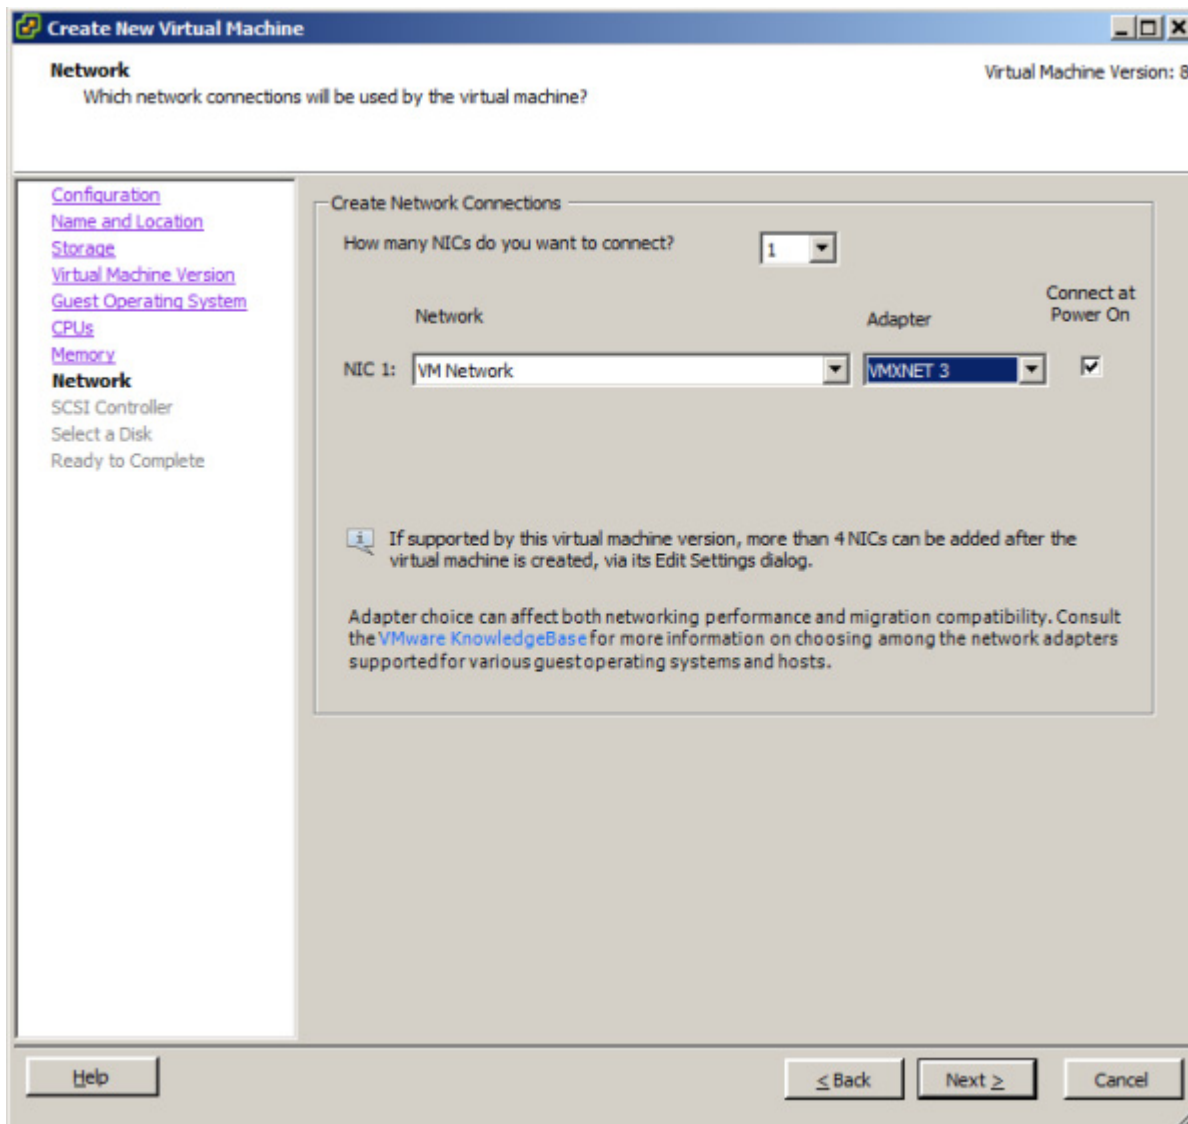 Create New Virtual Machine
Network
Virtual Machine Version: 8
Which network connections will be used by the virtual machine?
Configuration
Name and Location
Storage
Virtual Machine Version
Guest Operating System
CPUs
Memory
Network
SCSI Controller
Select a Disk
Ready to Complete
Create Network Connections
How many NICs do you want to connect?
1
Network
Adapter
Connect at
Power On
NIC 1:
VM Network
VMXNET 3
If supported by this virtual machine version, more than 4 NICs can be added after the
virtual machine is created, via its Edit Settings dialog.
Adapter choice can affect both networking performance and migration compatibility. Consult
the VMware KnowledgeBase for more information on choosing among the network adapters
supported for various guest operating systems and hosts.
Help
< Back
Next >
Cancel